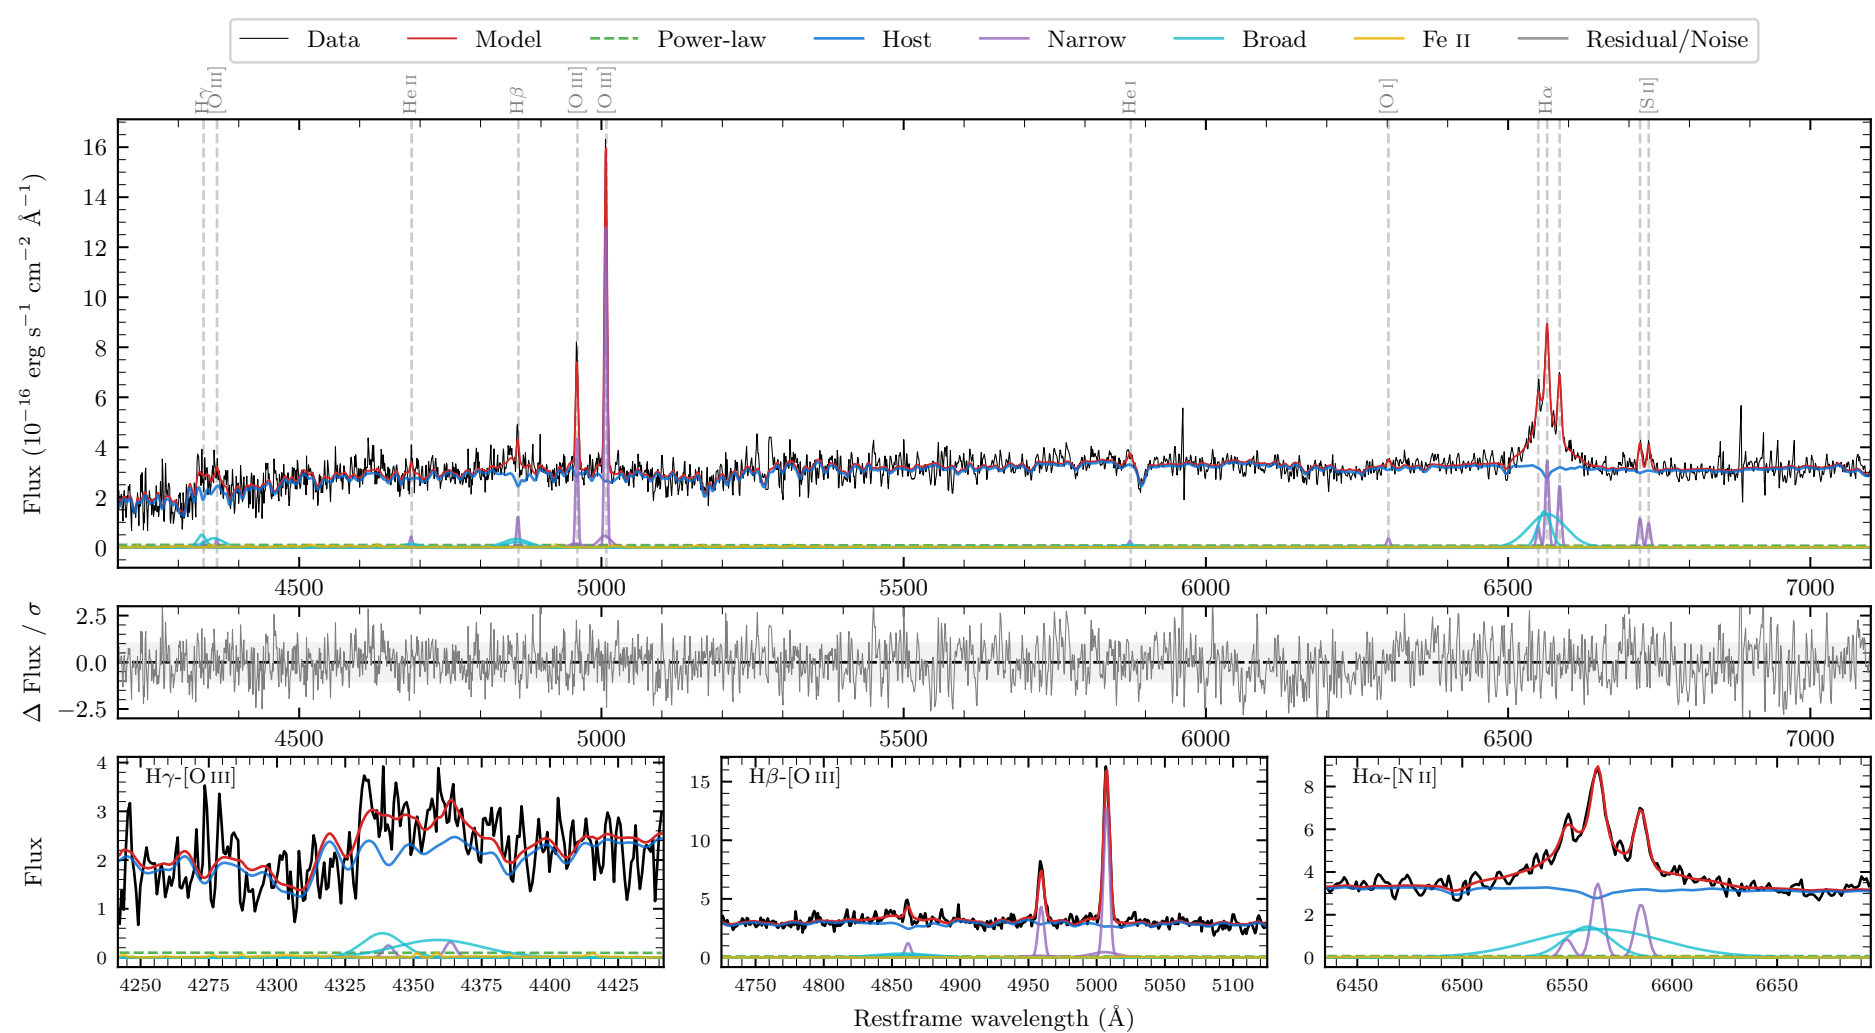 Data Model Power-law Host Narrow Broad Fe II Residual/Noise
Hγ [O III] He II Hβ [O III] [O III] He I [O I] Hα [S II]
Flux (10−16 erg s−1 cm−2 Å−1)
16
14
12
10
8
6
4
2
0
4500 5000 5500 6000 6500 7000
Δ Flux / σ
2.5
0.0
−2.5
4500 5000 5500 6000 6500 7000
Flux
Hγ-[O III]
4
3
2
1
0
4250 4275 4300 4325 4350 4375 4400 4425
Hβ-[O III]
15
10
5
0
4750 4800 4850 4900 4950 5000 5050 5100
Hα-[N II]
8
6
4
2
0
6450 6500 6550 6600 6650
Restframe wavelength (Å)